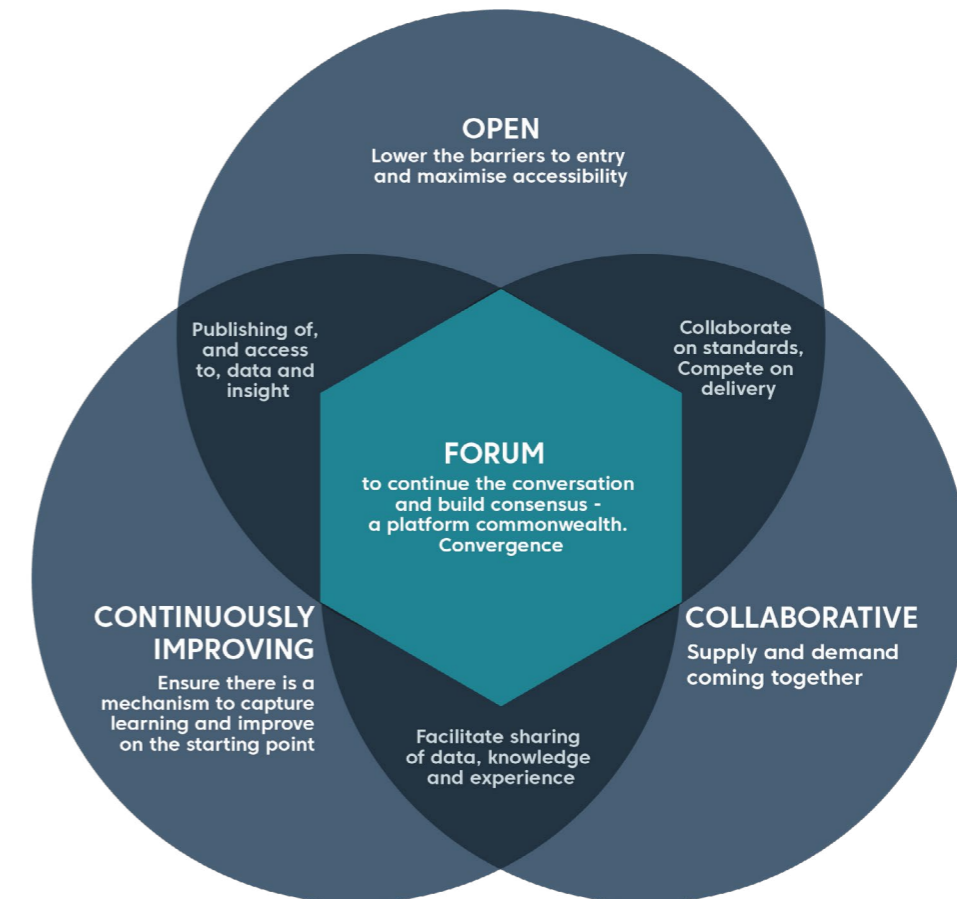 OPEN
Lower the barriers to entry
and maximise accessibility
Publishing of,
and access
to, data and
insight
Collaborate
on standards,
Compete on
delivery
FORUM
to continue the conversation
and build consensus -
a platform commonwealth.
Convergence
CONTINUOUSLY
IMPROVING
Ensure there is a
mechanism to capture
learning and improve
on the starting point
COLLABORATIVE
Supply and demand
coming together
Facilitate sharing
of data, knowledge
and experience